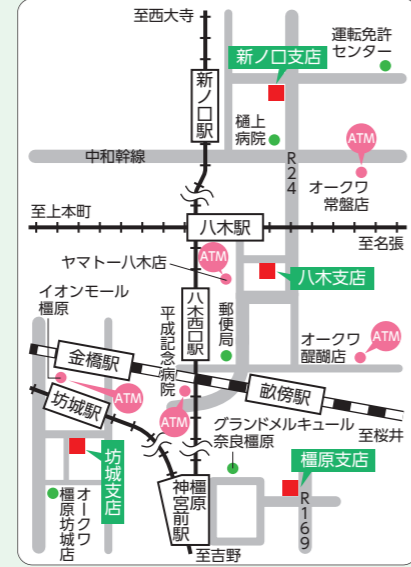 至西大寺
運転免許
センター
新ノ口支店
新ノ口駅
樋上
病院
ATM
中和幹線
R24
オークワ
常盤店
至上本町
八木駅
至名張
ATM
ヤマトー八木店
八木支店
イオンモール
橿原
八木西口駅
郵便局
平成記念病院
オークワ
醍醐店
ATM
金橋駅
畝傍駅
坊城駅
ATM
ATM
至桜井
グランドメルキュール
奈良橿原
坊城支店
橿原支店
橿原
神宮前駅
オークワ
橿原坊城店
R169
至吉野